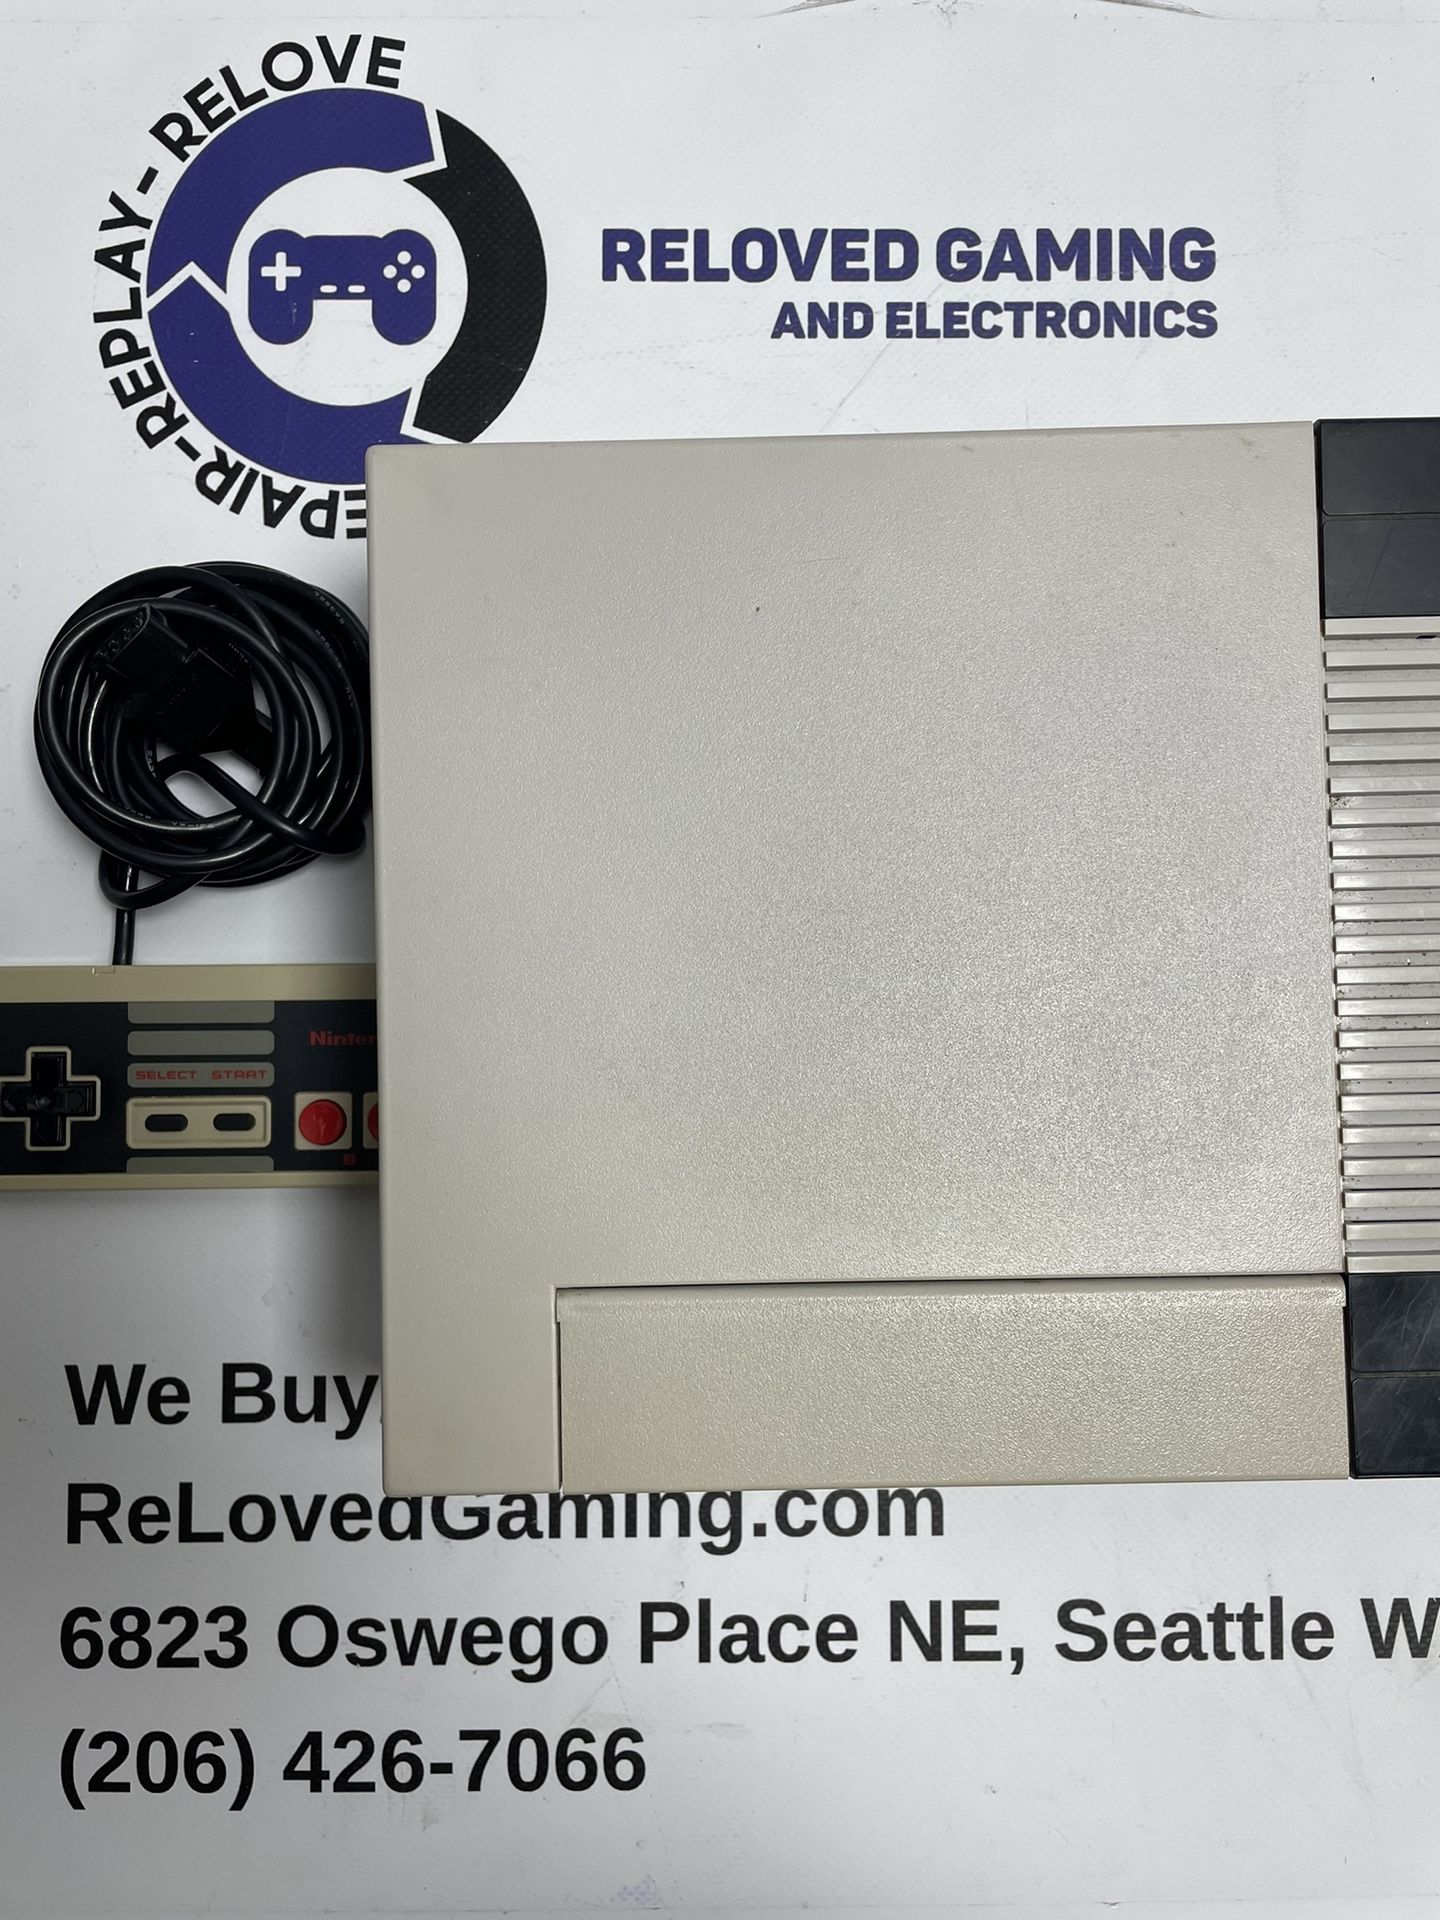 REPAIR-REPLAY-RELOVE
RELOVED GAMING
AND ELECTRONICS
Ninten
SELECT START
B
We Buy
ReLovedGaming.com
6823 Oswego Place NE, Seattle W
(206) 426-7066